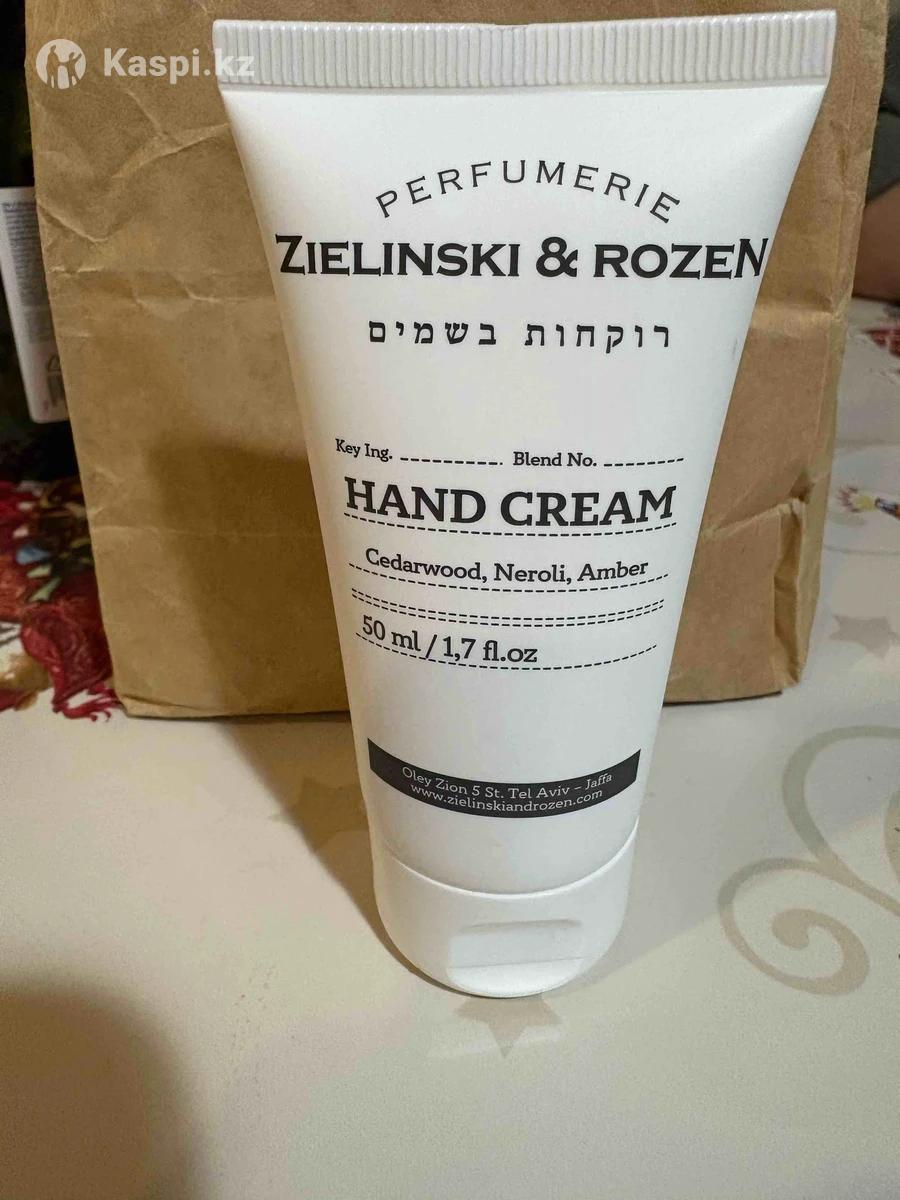 Kaspi.kz
PERFUMERIE
ZIELINSKI & ROZEN
רוקחות בשמים
Key Ing. Blend No.
HAND CREAM
Cedarwood, Neroli, Amber
50 ml / 1,7 fl.oz
Oley Zion 5 St. Tel Aviv – Jaffa
www.zielinskiandrozen.com